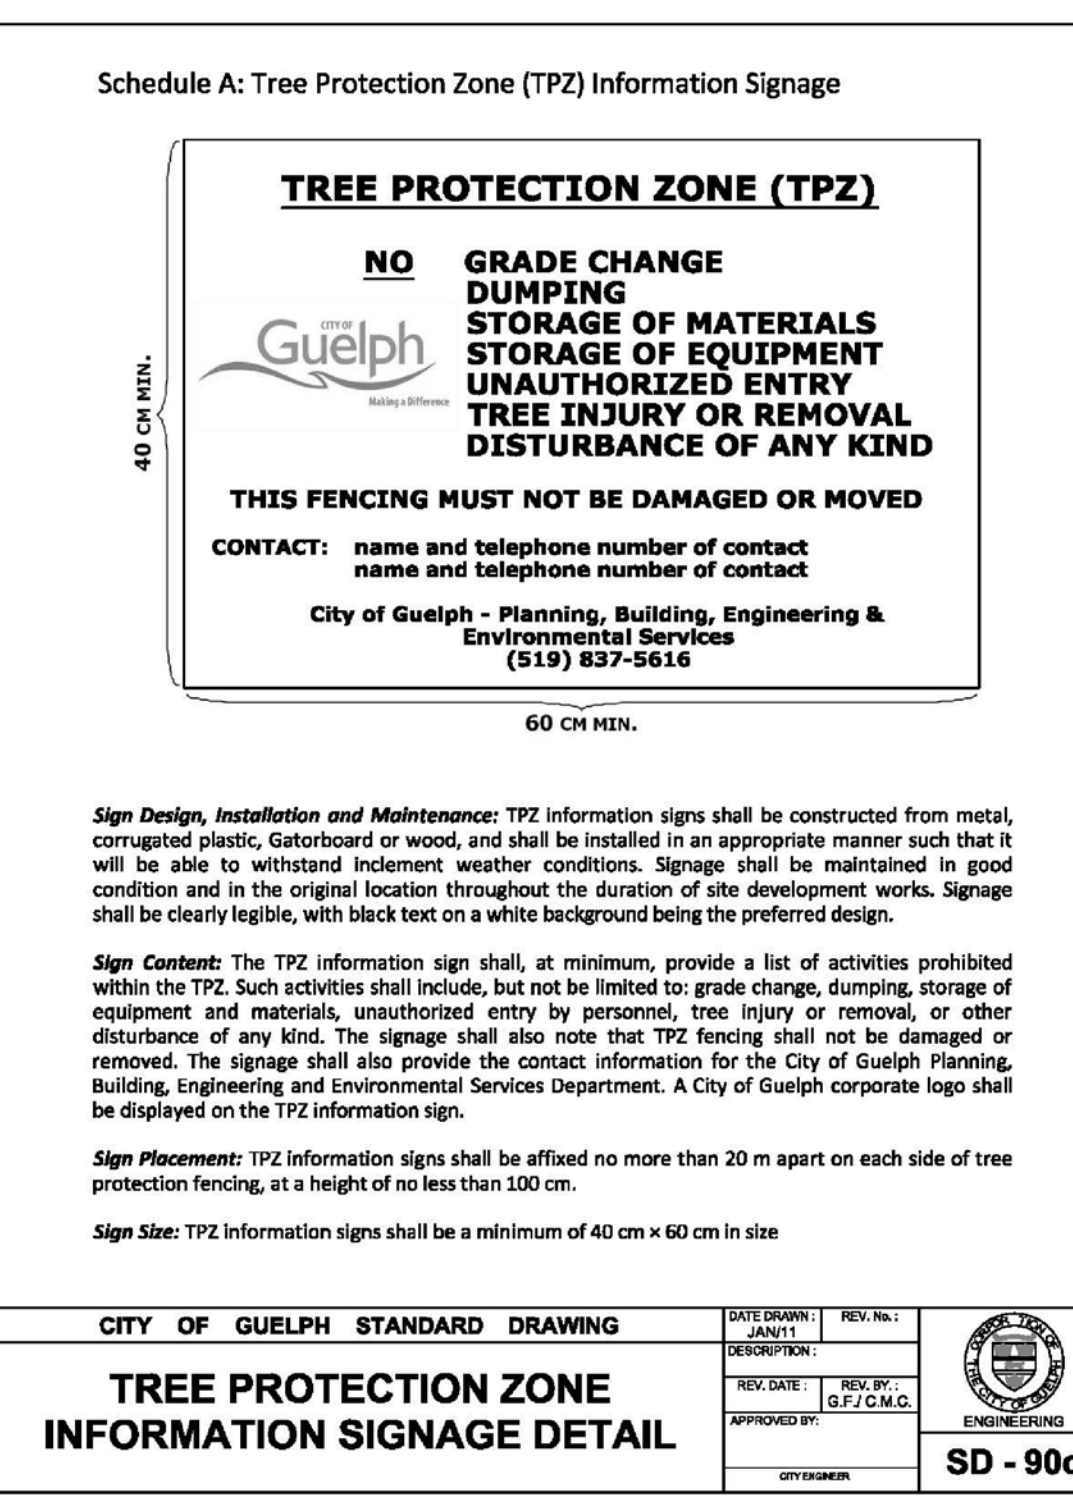 Schedule A: Tree Protection Zone (TPZ) Information Signage
TREE PROTECTION ZONE (TPZ)
NO GRADE CHANGE
DUMPING
STORAGE OF MATERIALS
STORAGE OF EQUIPMENT
UNAUTHORIZED ENTRY
TREE INJURY OR REMOVAL
DISTURBANCE OF ANY KIND
CITY OF
Guelph
Making a Difference
40 CM MIN.
THIS FENCING MUST NOT BE DAMAGED OR MOVED
CONTACT: name and telephone number of contact
name and telephone number of contact
City of Guelph - Planning, Building, Engineering &
Environmental Services
(519) 837-5616
60 CM MIN.
Sign Design, Installation and Maintenance: TPZ information signs shall be constructed from metal,
corrugated plastic, Gatorboard or wood, and shall be installed in an appropriate manner such that it
will be able to withstand inclement weather conditions. Signage shall be maintained in good
condition and in the original location throughout the duration of site development works. Signage
shall be clearly legible, with black text on a white background being the preferred design.
Sign Content: The TPZ information sign shall, at minimum, provide a list of activities prohibited
within the TPZ. Such activities shall include, but not be limited to: grade change, dumping, storage of
equipment and materials, unauthorized entry by personnel, tree injury or removal, or other
disturbance of any kind. The signage shall also note that TPZ fencing shall not be damaged or
removed. The signage shall also provide the contact information for the City of Guelph Planning,
Building, Engineering and Environmental Services Department. A City of Guelph corporate logo shall
be displayed on the TPZ information sign.
Sign Placement: TPZ information signs shall be affixed no more than 20 m apart on each side of tree
protection fencing, at a height of no less than 100 cm.
Sign Size: TPZ information signs shall be a minimum of 40 cm × 60 cm in size
CITY OF GUELPH STANDARD DRAWING
TREE PROTECTION ZONE
INFORMATION SIGNAGE DETAIL
DATE DRAWN :
JAN/11
REV. No. :
DESCRIPTION :
REV. DATE :
REV. BY. :
G.F./ C.M.C.
APPROVED BY:
CITY ENGINEER
CORPORATION OF
THE CITY OF GUELPH
ENGINEERING
SD - 90